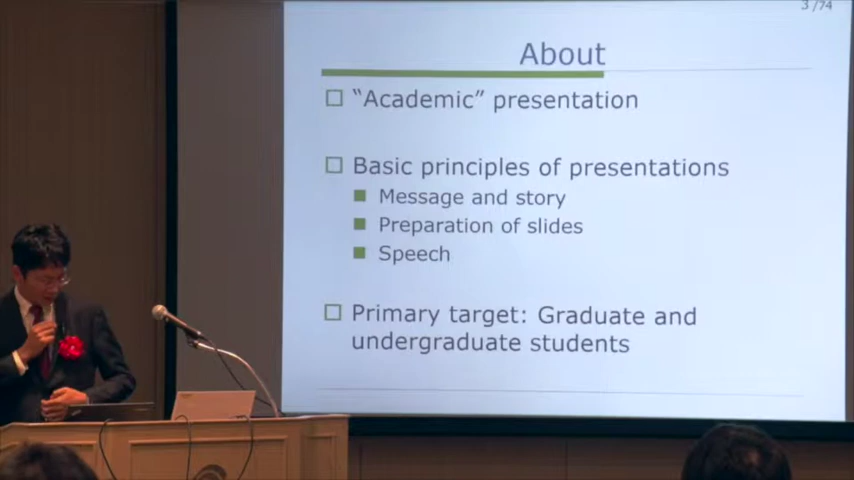 3 /74
About
“Academic” presentation
Basic principles of presentations
Message and story
Preparation of slides
Speech
Primary target: Graduate and
undergraduate students